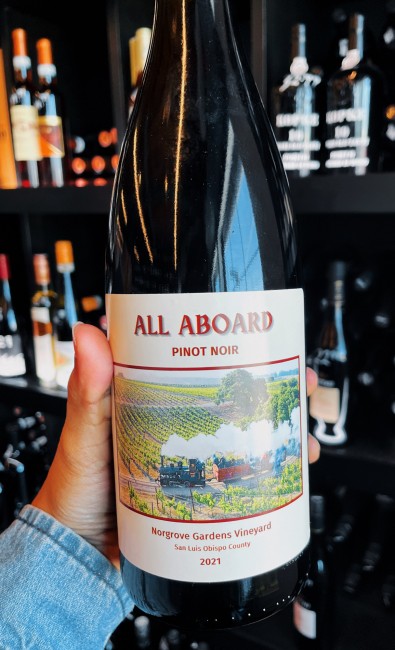 ALL ABOARD
PINOT NOIR
Norgrove Gardens Vineyard
San Luis Obispo County
2021